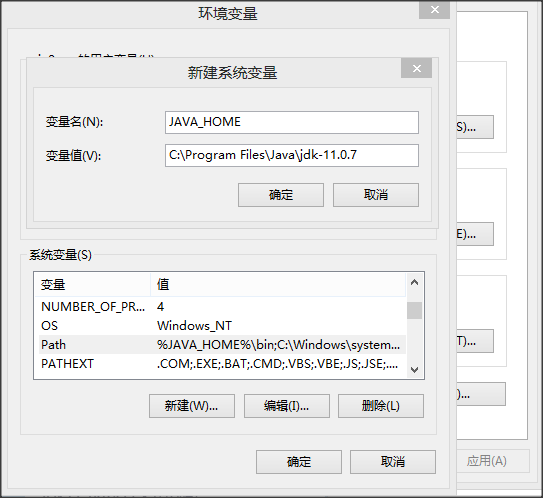 环境变量
新建系统变量
变量名(N):
JAVA_HOME
变量值(V):
C:\Program Files\Java\jdk-11.0.7
确定
取消
S)...
E)...
系统变量(S)
变量
值
NUMBER_OF_PR...
4
OS
Windows_NT
Path
%JAVA_HOME%\bin;C:\Windows\system...
PATHEXT
.COM;.EXE;.BAT;.CMD;.VBS;.VBE;.JS;.JSE;....
T)...
新建(W)...
编辑(I)...
删除(L)
)...
确定
取消
应用(A)